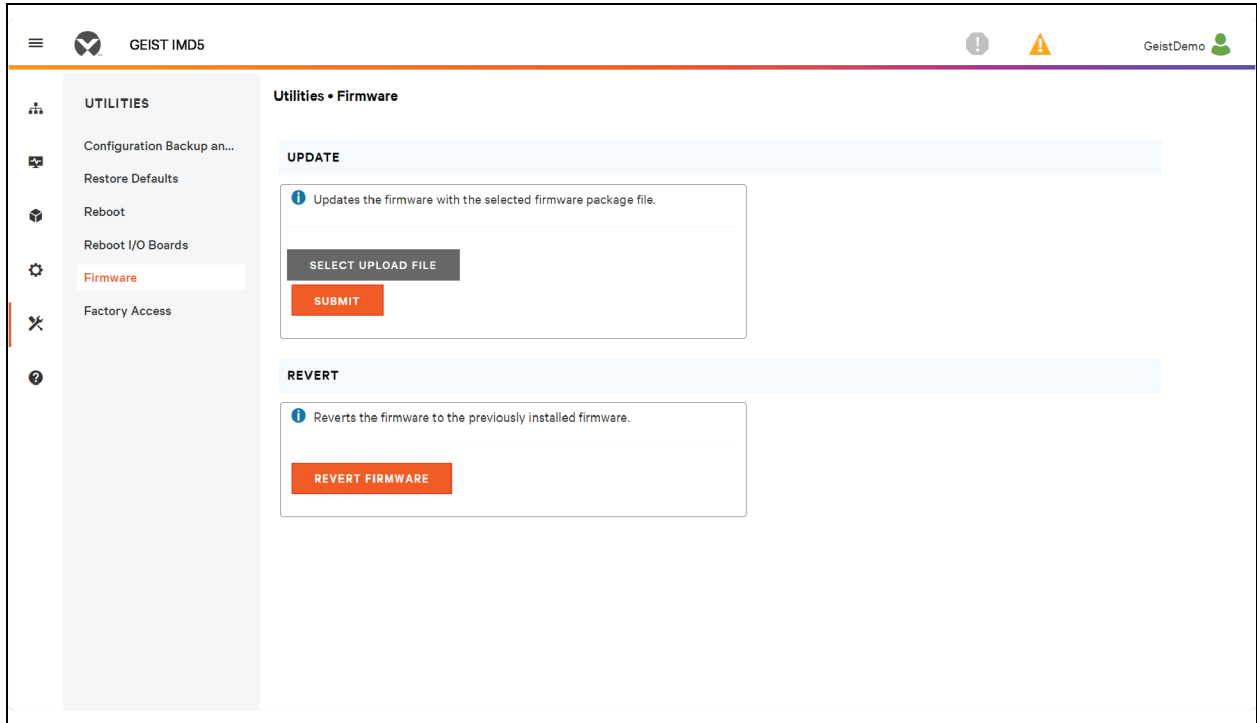 GEIST IMD5
GeistDemo
UTILITIES
Configuration Backup an...
Restore Defaults
Reboot
Reboot I/O Boards
Firmware
Factory Access
Utilities • Firmware
UPDATE
Updates the firmware with the selected firmware package file.
SELECT UPLOAD FILE
SUBMIT
REVERT
Reverts the firmware to the previously installed firmware.
REVERT FIRMWARE